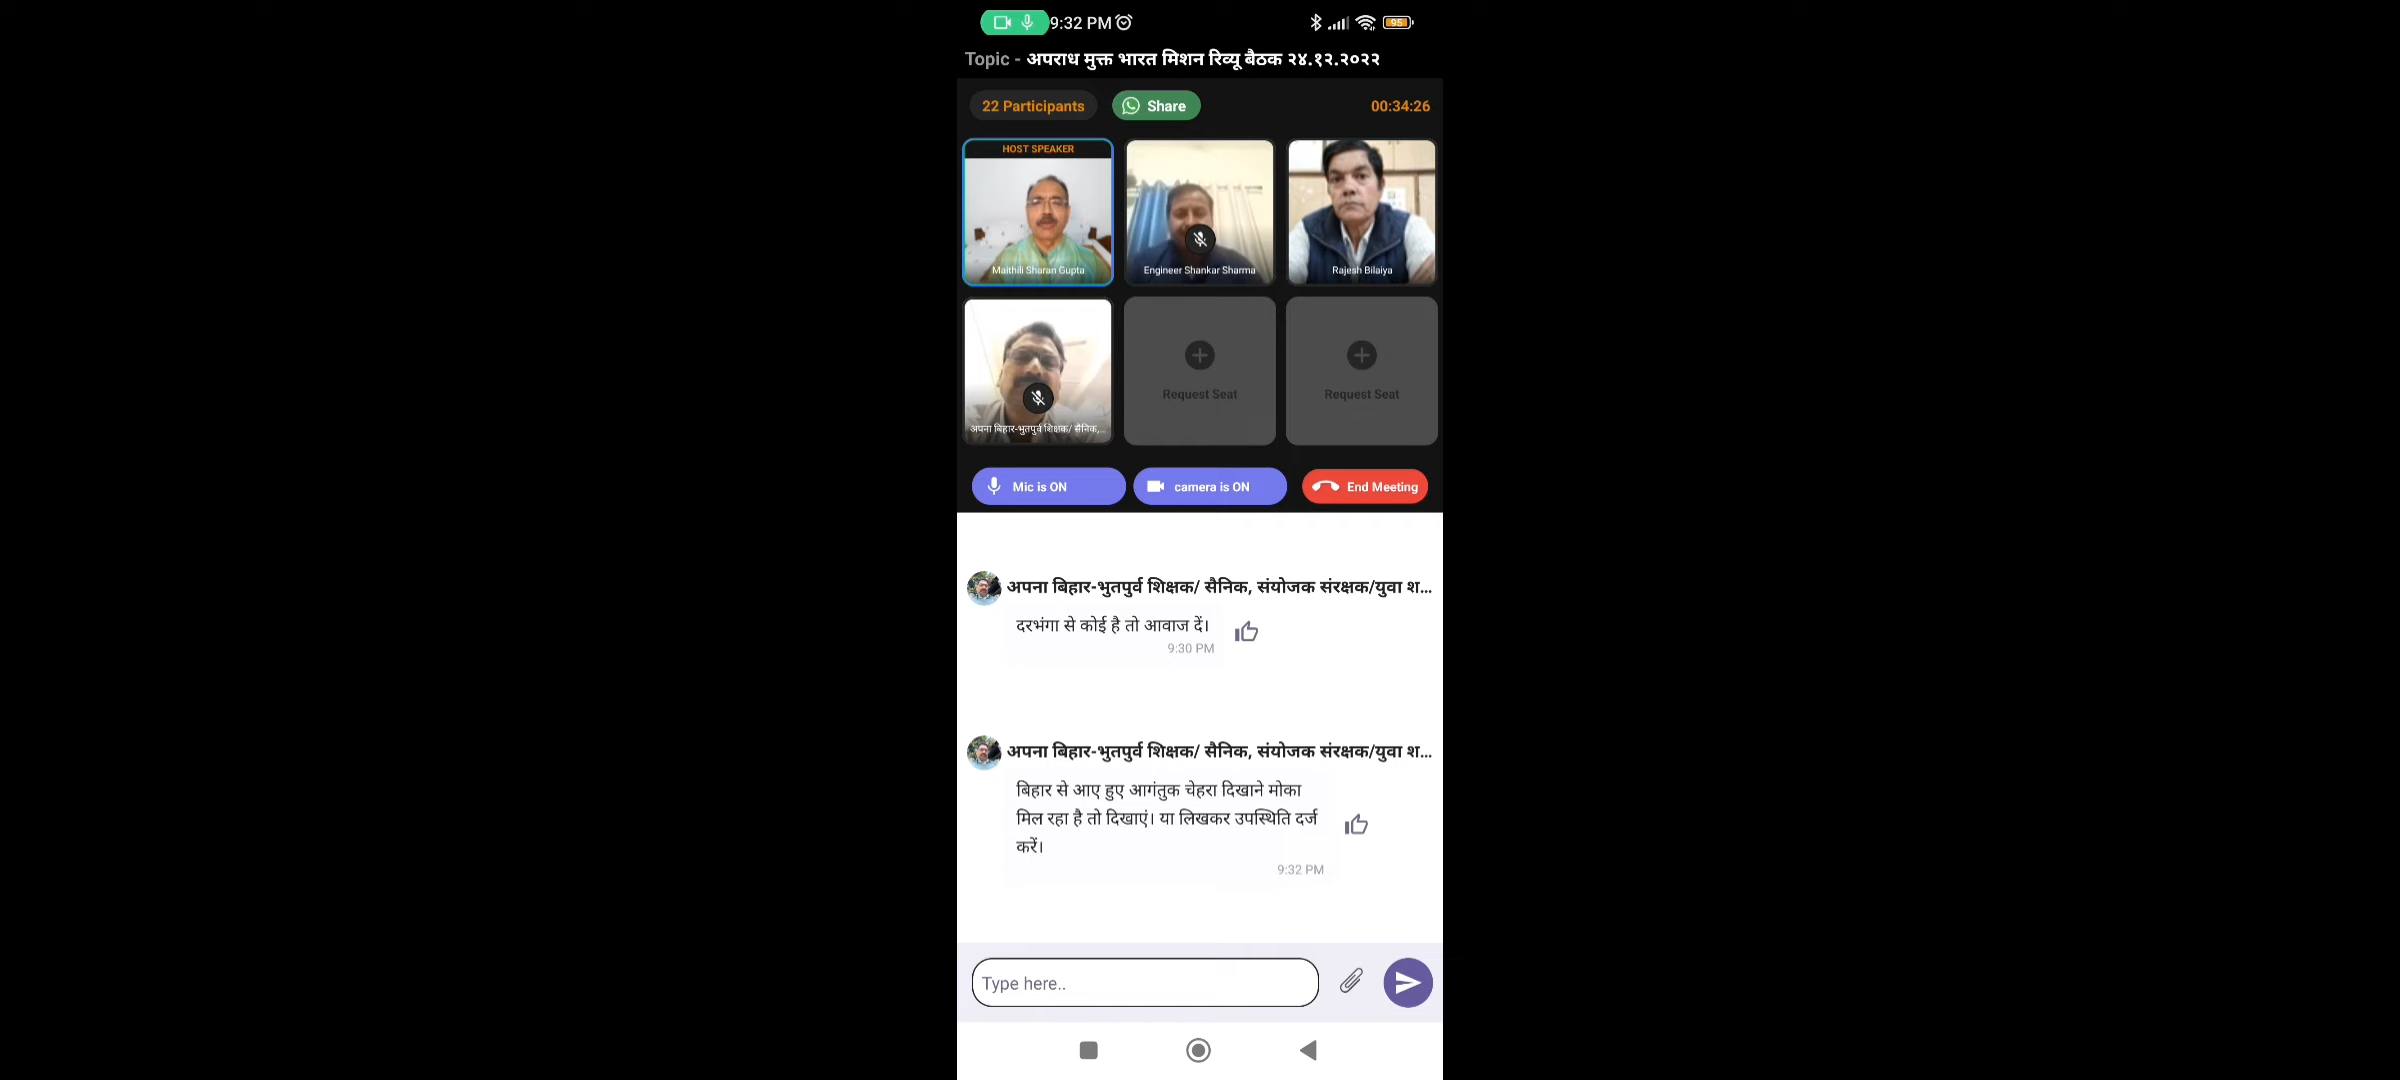 9:32 PM
95
Topic - अपराध मुक्त भारत मिशन रिव्यू बैठक २४.१२.२०२२
22 Participants
Share
00:34:26
HOST SPEAKER
Maithili Sharan Gupta
Engineer Shankar Sharma
Rajesh Bilaiya
अपना बिहार-भुतपुर्व शिक्षक/ सैनिक,...
Request Seat
Request Seat
Mic is ON
camera is ON
End Meeting
अपना बिहार-भुतपुर्व शिक्षक/ सैनिक, संयोजक संरक्षक/युवा श...
दरभंगा से कोई है तो आवाज दें।
9:30 PM
अपना बिहार-भुतपुर्व शिक्षक/ सैनिक, संयोजक संरक्षक/युवा श...
बिहार से आए हुए आगंतुक चेहरा दिखाने मोका
मिल रहा है तो दिखाएं। या लिखकर उपस्थिति दर्ज
करें।
9:32 PM
Type here..